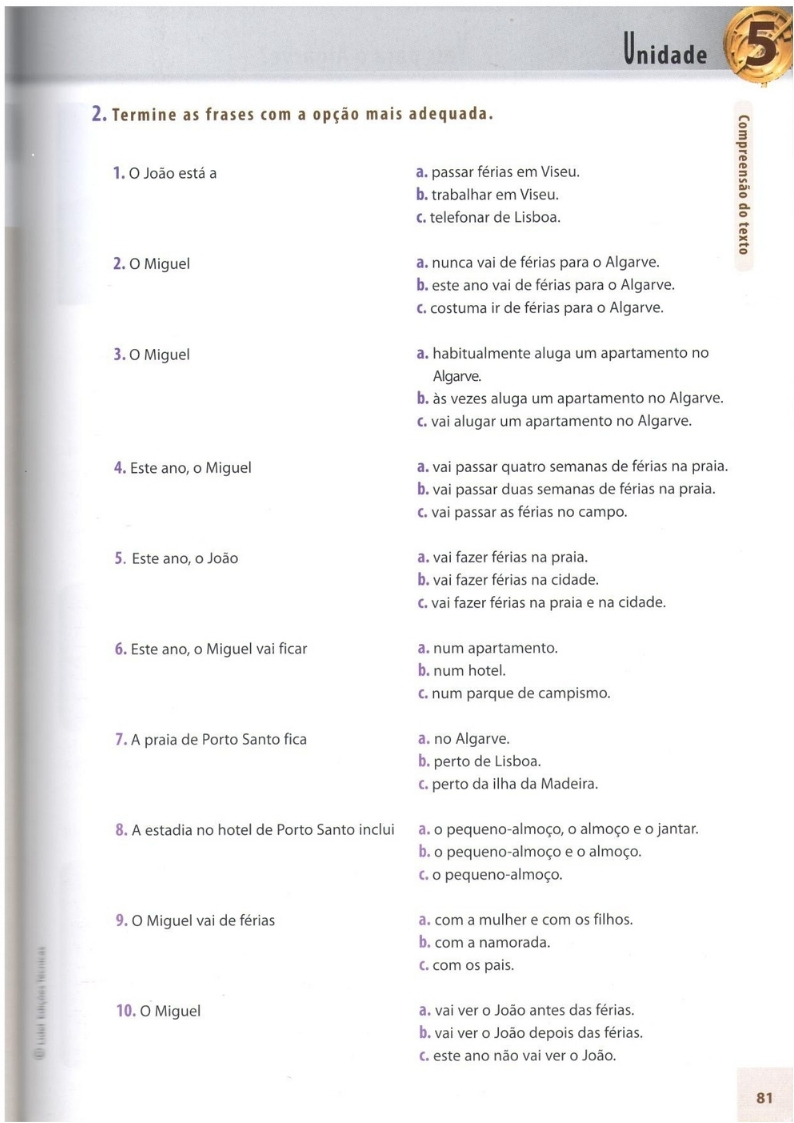 Unidade 5
2. Termine as frases com a opção mais adequada.
Compreensão do texto
1. O João está a
a. passar férias em Viseu.
b. trabalhar em Viseu.
c. telefonar de Lisboa.
2. O Miguel
a. nunca vai de férias para o Algarve.
b. este ano vai de férias para o Algarve.
c. costuma ir de férias para o Algarve.
3. O Miguel
a. habitualmente aluga um apartamento no
Algarve.
b. às vezes aluga um apartamento no Algarve.
c. vai alugar um apartamento no Algarve.
4. Este ano, o Miguel
a. vai passar quatro semanas de férias na praia.
b. vai passar duas semanas de férias na praia.
c. vai passar as férias no campo.
5. Este ano, o João
a. vai fazer férias na praia.
b. vai fazer férias na cidade.
c. vai fazer férias na praia e na cidade.
6. Este ano, o Miguel vai ficar
a. num apartamento.
b. num hotel.
c. num parque de campismo.
7. A praia de Porto Santo fica
a. no Algarve.
b. perto de Lisboa.
c. perto da ilha da Madeira.
8. A estadia no hotel de Porto Santo inclui
a. o pequeno-almoço, o almoço e o jantar.
b. o pequeno-almoço e o almoço.
c. o pequeno-almoço.
9. O Miguel vai de férias
a. com a mulher e com os filhos.
b. com a namorada.
c. com os pais.
10. O Miguel
a. vai ver o João antes das férias.
b. vai ver o João depois das férias.
c. este ano não vai ver o João.
© Lidel Edições Técnicas
81